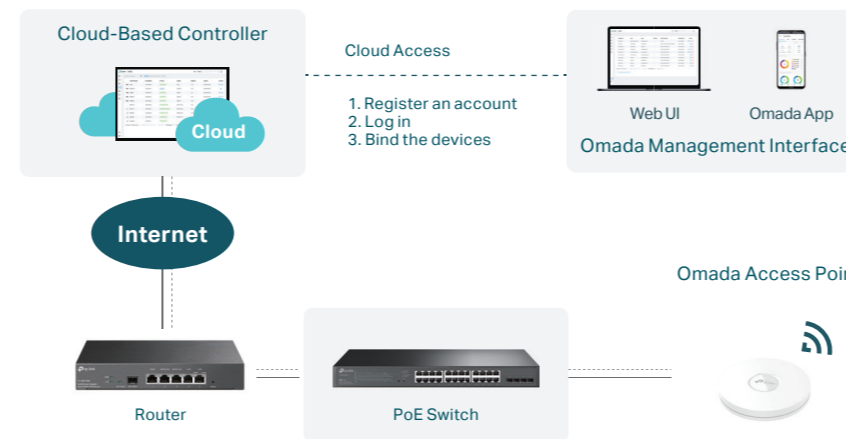 Cloud-Based Controller
Cloud
Cloud Access
1. Register an account
2. Log in
3. Bind the devices
Web UI
Omada App
Omada Management Interface
Internet
Omada Access Poin
Router
PoE Switch